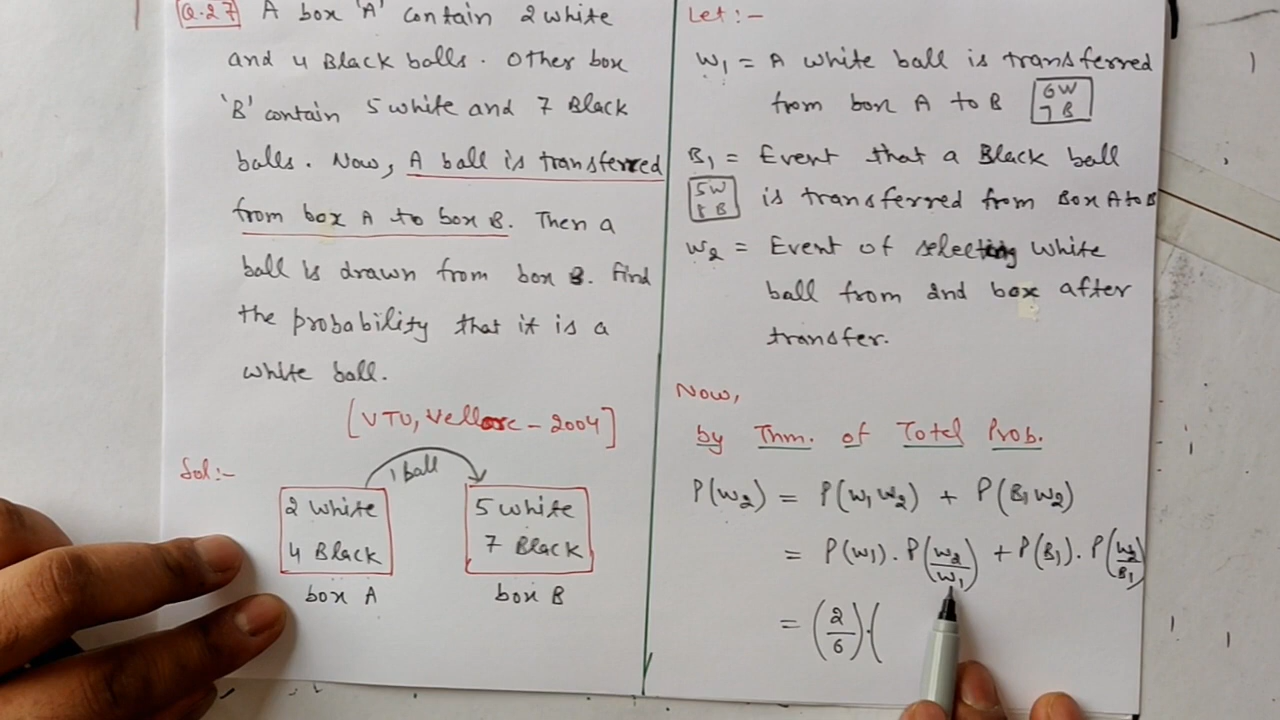 Q.27 A box 'A' contain 2 white
and 4 Black balls. Other box
'B' contain 5 white and 7 Black
balls. Now, A ball is transferred
from box A to box B. Then a
ball is drawn from box B. Find
the probability that it is a
white ball.
[VTU, Vellore - 2004]
Sol:-
1 ball
2 White
4 Black
box A
5 white
7 Black
box B
Let:-
W₁ = A white ball is transferred
from box A to B
6W
7B
B₁ = Event that a Black ball
is transferred from Box A to B
5W
8B
W₂ = Event of selecting White
ball from 2nd box after
transfer.
Now,
by Thm. of Total Prob.
P(W₂) = P(W₁W₂) + P(B₁W₂)
= P(W₁).P(W₂/W₁) + P(B₁).P(W₂/B₁)
= (2/6).(